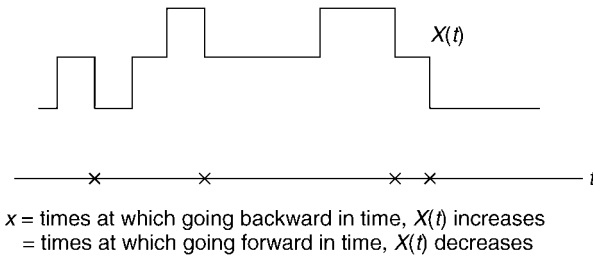 X(t)
t
x = times at which going backward in time, X(t) increases
= times at which going forward in time, X(t) decreases